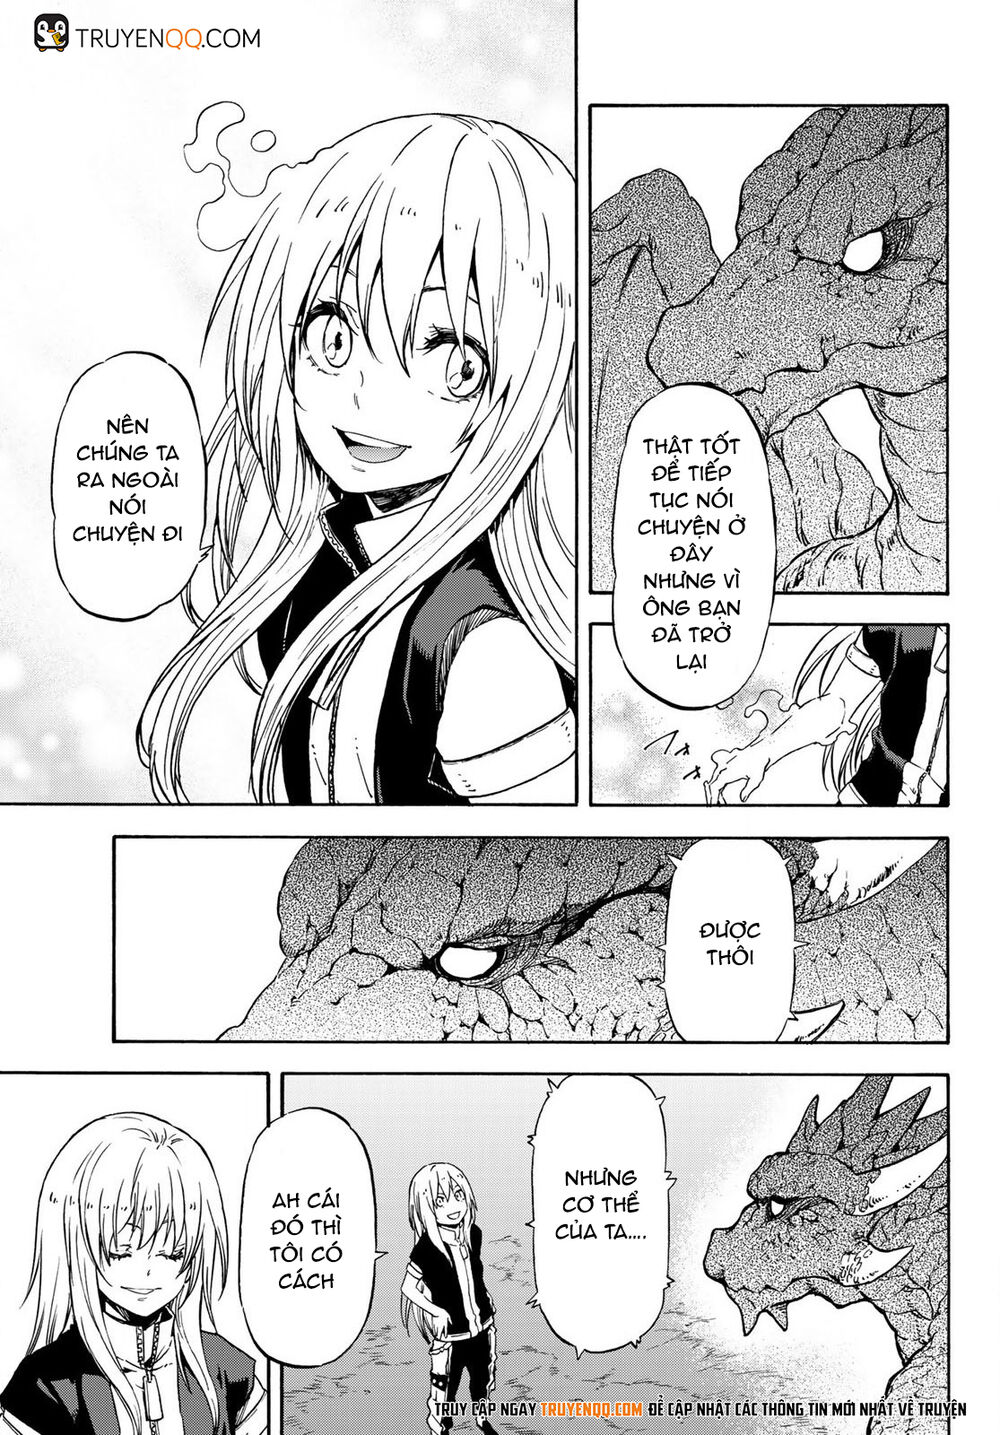 TRUYENQQ.COM
THẬT TỐT
ĐỂ TIẾP
TỤC NÓI
CHUYỆN Ở
ĐÂY
NHƯNG VÌ
ÔNG BẠN
ĐÃ TRỞ
LẠI
NÊN
CHÚNG TA
RA NGOÀI
NÓI
CHUYỆN ĐI
ĐƯỢC
THÔI
NHƯNG
CƠ THỂ
CỦA TA....
AH CÁI
ĐÓ THÌ
TÔI CÓ
CÁCH
TRUY CẬP NGAY TRUYENQQ.COM ĐỂ CẬP NHẬT CÁC THÔNG TIN MỚI NHẤT VỀ TRUYỆN